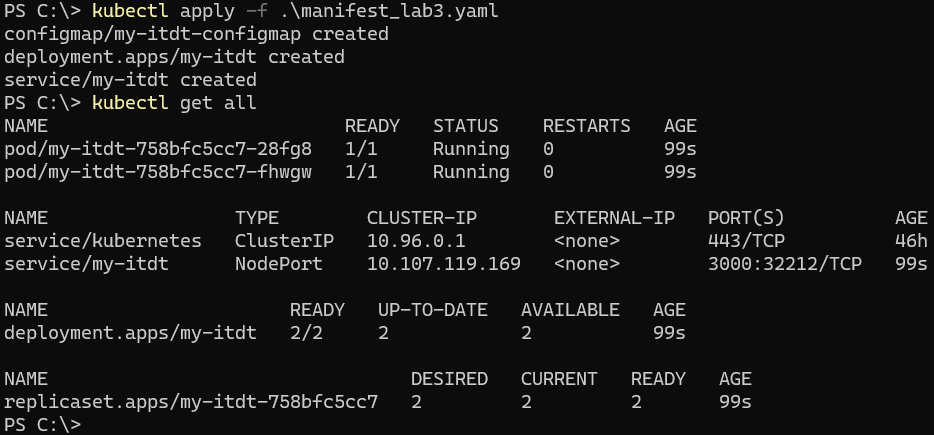 PS C:\> kubectl apply -f .\manifest_lab3.yaml
configmap/my-itdt-configmap created
deployment.apps/my-itdt created
service/my-itdt created
PS C:\> kubectl get all
NAME READY STATUS RESTARTS AGE
pod/my-itdt-758bfc5cc7-28fg8 1/1 Running 0 99s
pod/my-itdt-758bfc5cc7-fhwgw 1/1 Running 0 99s
NAME TYPE CLUSTER-IP EXTERNAL-IP PORT(S) AGE
service/kubernetes ClusterIP 10.96.0.1 <none> 443/TCP 46h
service/my-itdt NodePort 10.107.119.169 <none> 3000:32212/TCP 99s
NAME READY UP-TO-DATE AVAILABLE AGE
deployment.apps/my-itdt 2/2 2 2 99s
NAME DESIRED CURRENT READY AGE
replicaset.apps/my-itdt-758bfc5cc7 2 2 2 99s
PS C:\>